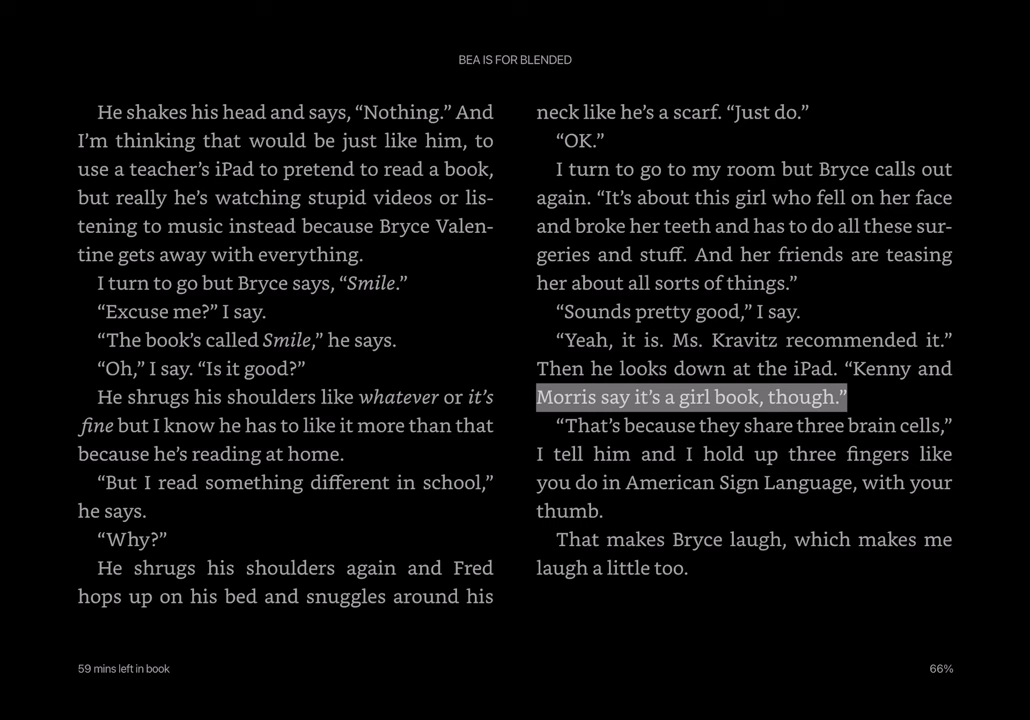 BEA IS FOR BLENDED
He shakes his head and says, “Nothing.” And
I’m thinking that would be just like him, to
use a teacher’s iPad to pretend to read a book,
but really he’s watching stupid videos or lis-
tening to music instead because Bryce Valen-
tine gets away with everything.
I turn to go but Bryce says, “Smile.”
“Excuse me?” I say.
“The book’s called Smile,” he says.
“Oh,” I say. “Is it good?”
He shrugs his shoulders like whatever or it’s
fine but I know he has to like it more than that
because he’s reading at home.
“But I read something different in school,”
he says.
“Why?”
He shrugs his shoulders again and Fred
hops up on his bed and snuggles around his
neck like he’s a scarf. “Just do.”
“OK.”
I turn to go to my room but Bryce calls out
again. “It’s about this girl who fell on her face
and broke her teeth and has to do all these sur-
geries and stuff. And her friends are teasing
her about all sorts of things.”
“Sounds pretty good,” I say.
“Yeah, it is. Ms. Kravitz recommended it.”
Then he looks down at the iPad. “Kenny and
Morris say it’s a girl book, though.”
“That’s because they share three brain cells,”
I tell him and I hold up three fingers like
you do in American Sign Language, with your
thumb.
That makes Bryce laugh, which makes me
laugh a little too.
59 mins left in book
66%